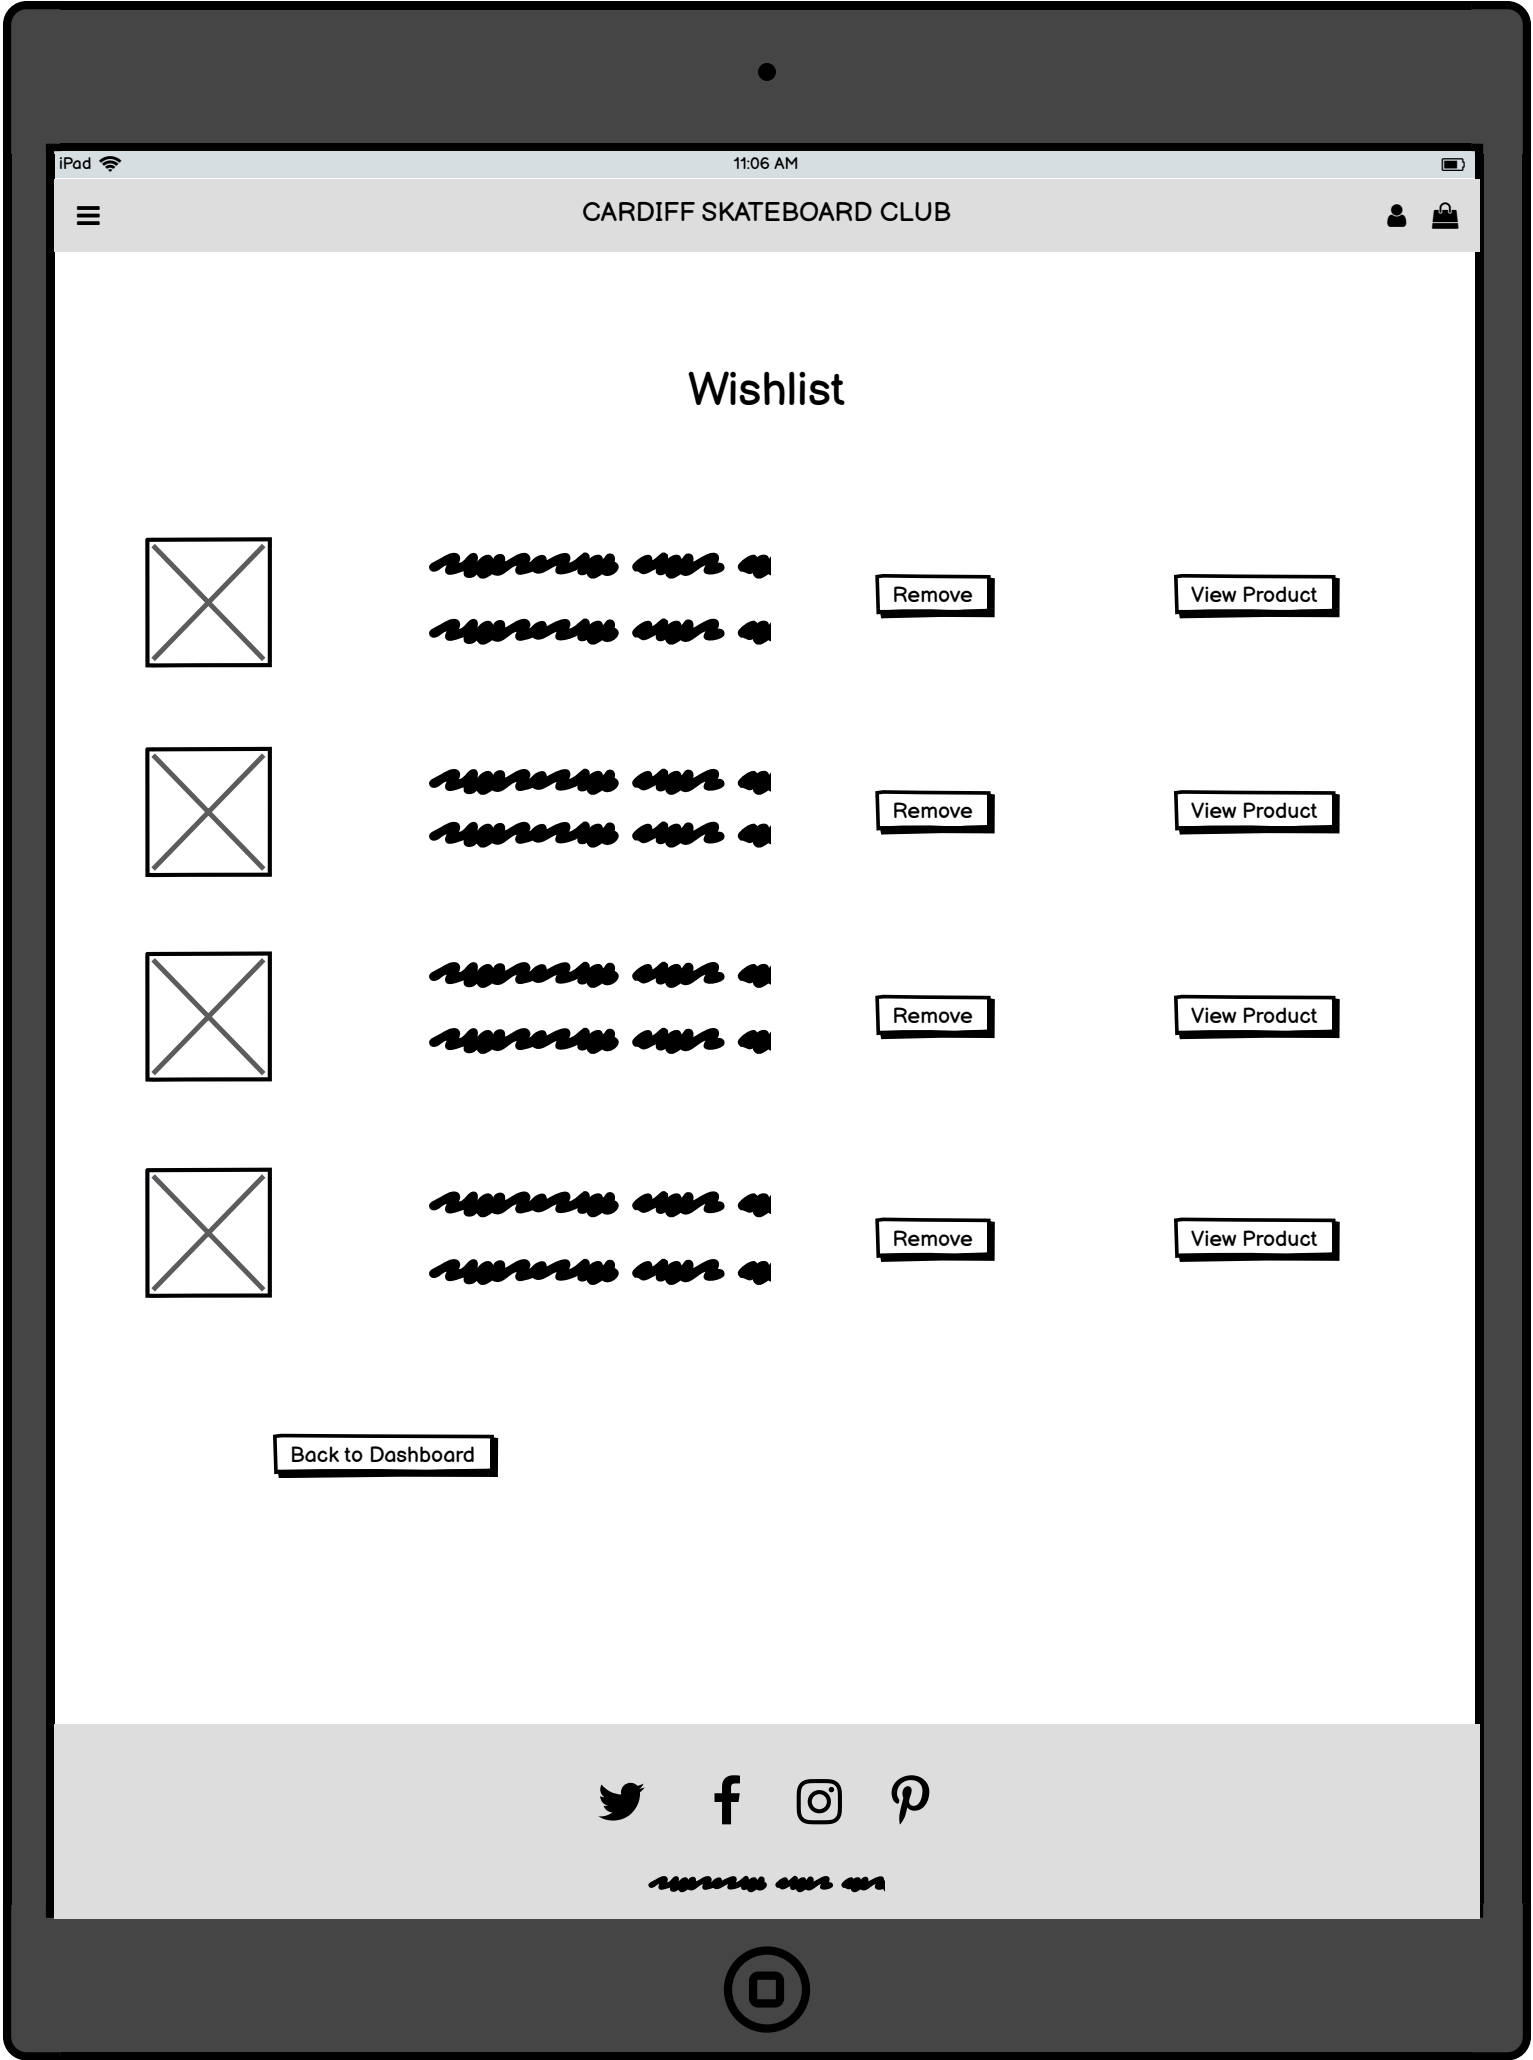 iPad
11:06 AM
CARDIFF SKATEBOARD CLUB
Wishlist
Remove
View Product
Remove
View Product
Remove
View Product
Remove
View Product
Back to Dashboard